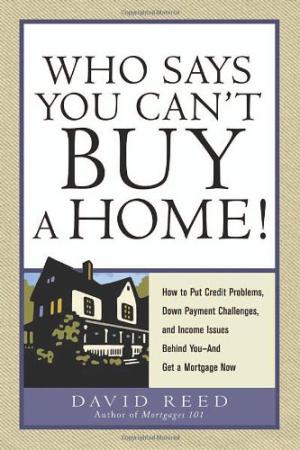 WHO SAYS
YOU CAN'T
BUY
A HOME!
How to Put Credit Problems,
Down Payment Challenges,
and Income Issues
Behind You–And
Get a Mortgage Now
DAVID REED
Author of Mortgages 101